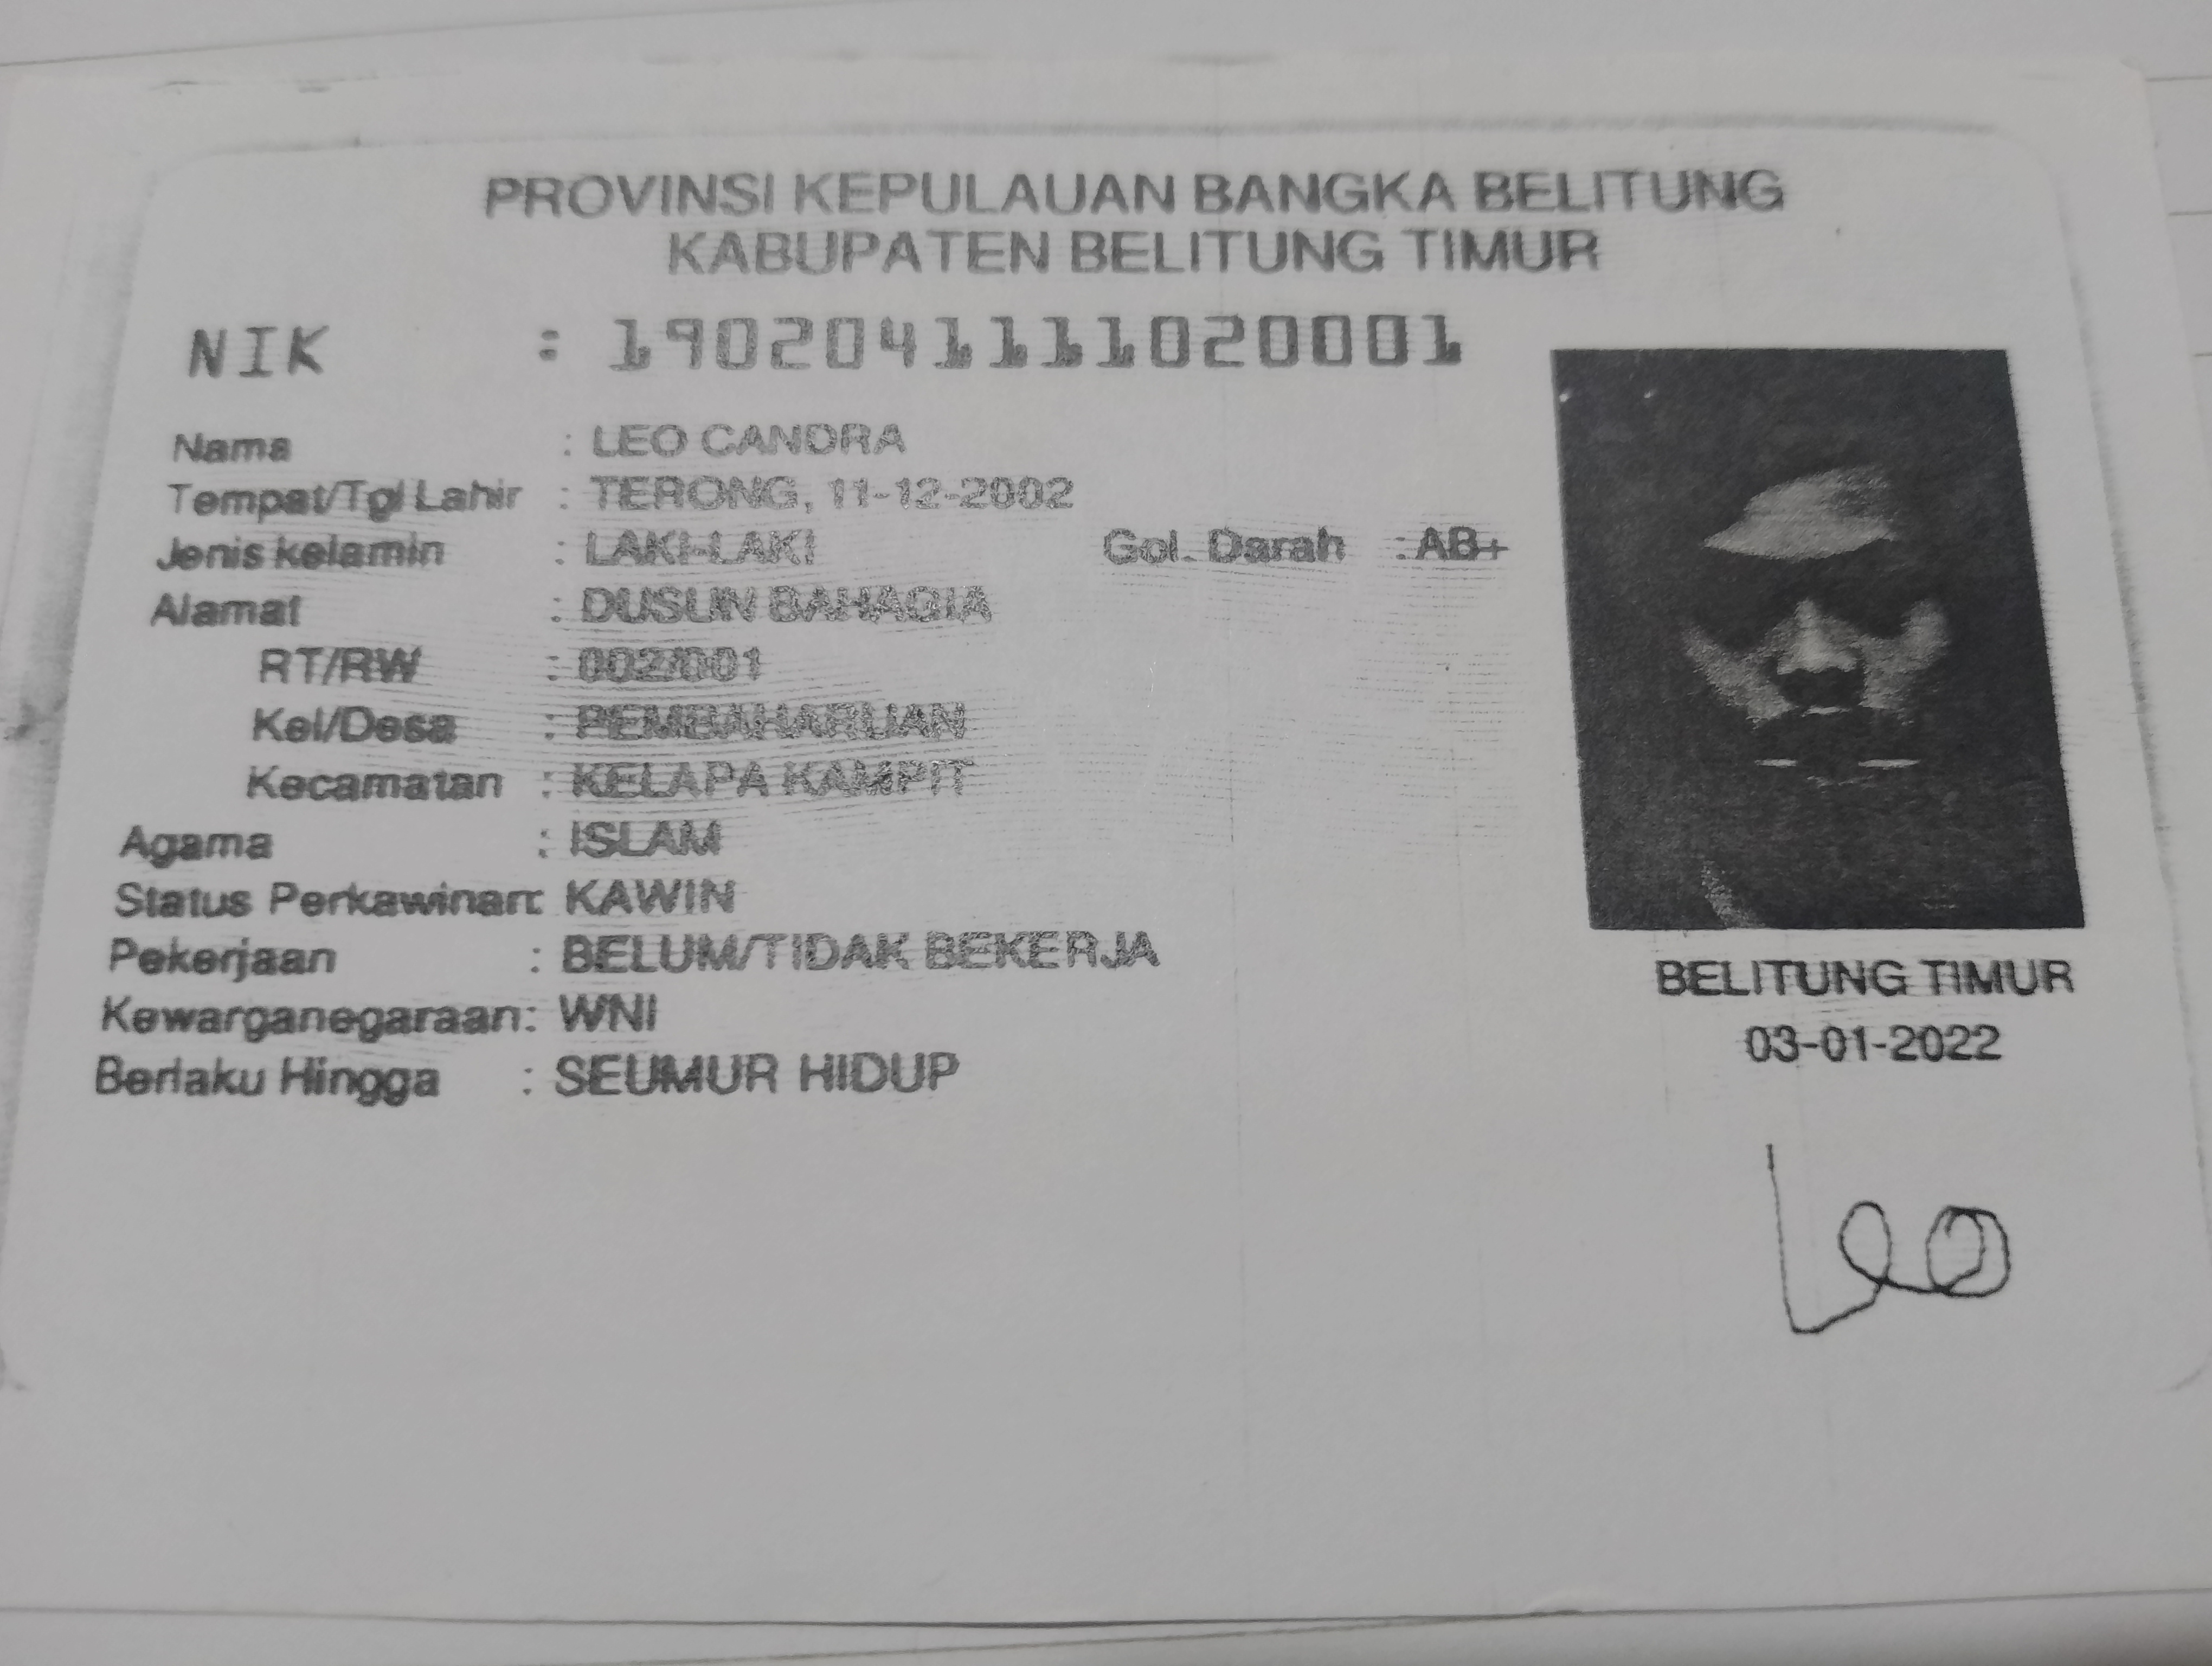 PROVINSI KEPULAUAN BANGKA BELITUNG
KABUPATEN BELITUNG TIMUR
NIK : 1902041111020001
Nama : LEO CANDRA
Tempat/Tgl Lahir : TERONG, 11-12-2002
Jenis kelamin : LAKI-LAKI Gol. Darah : AB+
Alamat : DUSUN BAHAGIA
RT/RW : 002/001
Kel/Desa : PEMBAHARUAN
Kecamatan : KELAPA KAMPIT
Agama : ISLAM
Status Perkawinan: KAWIN
Pekerjaan : BELUM/TIDAK BEKERJA
Kewarganegaraan: WNI
Berlaku Hingga : SEUMUR HIDUP
BELITUNG TIMUR
03-01-2022
Leo